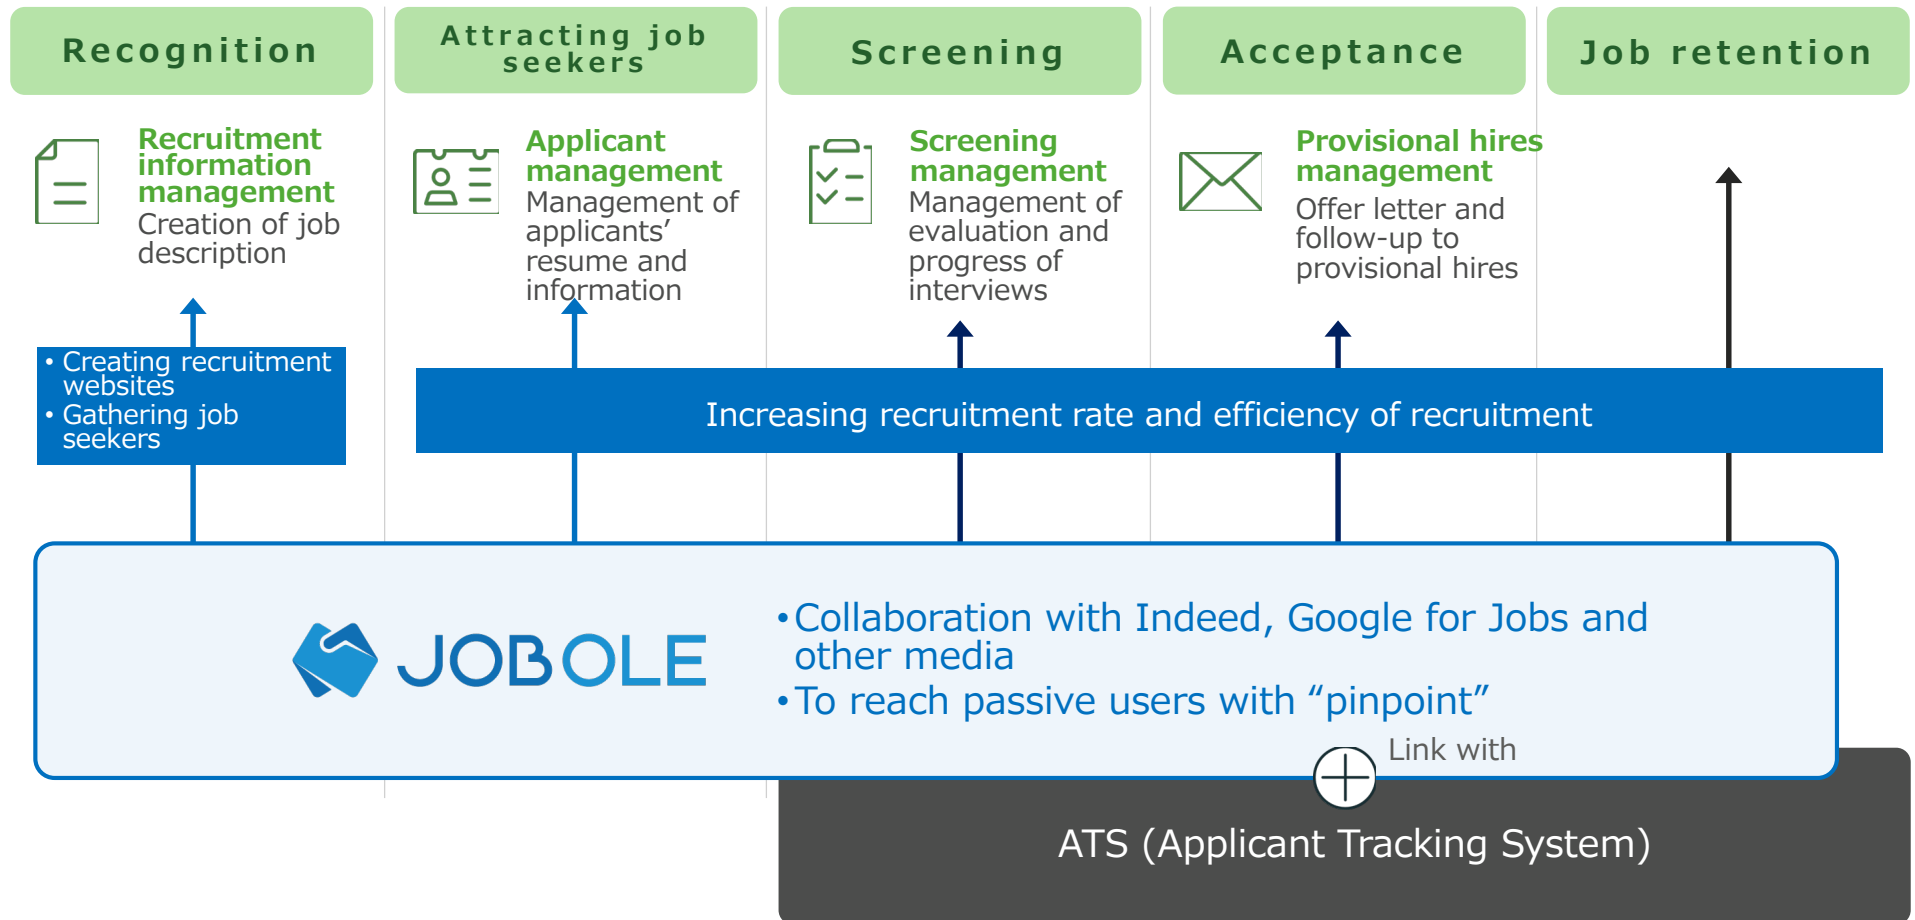 Recognition
Attracting job
seekers
Screening
Acceptance
Job retention
Recruitment
information
management
Creation of job
description
Applicant
management
Management of
applicants’
resume and
information
Screening
management
Management of
evaluation and
progress of
interviews
Provisional hires
management
Offer letter and
follow-up to
provisional hires
• Creating recruitment
websites
• Gathering job
seekers
Increasing recruitment rate and efficiency of recruitment
JOBOLE
•Collaboration with Indeed, Google for Jobs and
other media
•To reach passive users with “pinpoint”
Link with
ATS (Applicant Tracking System)